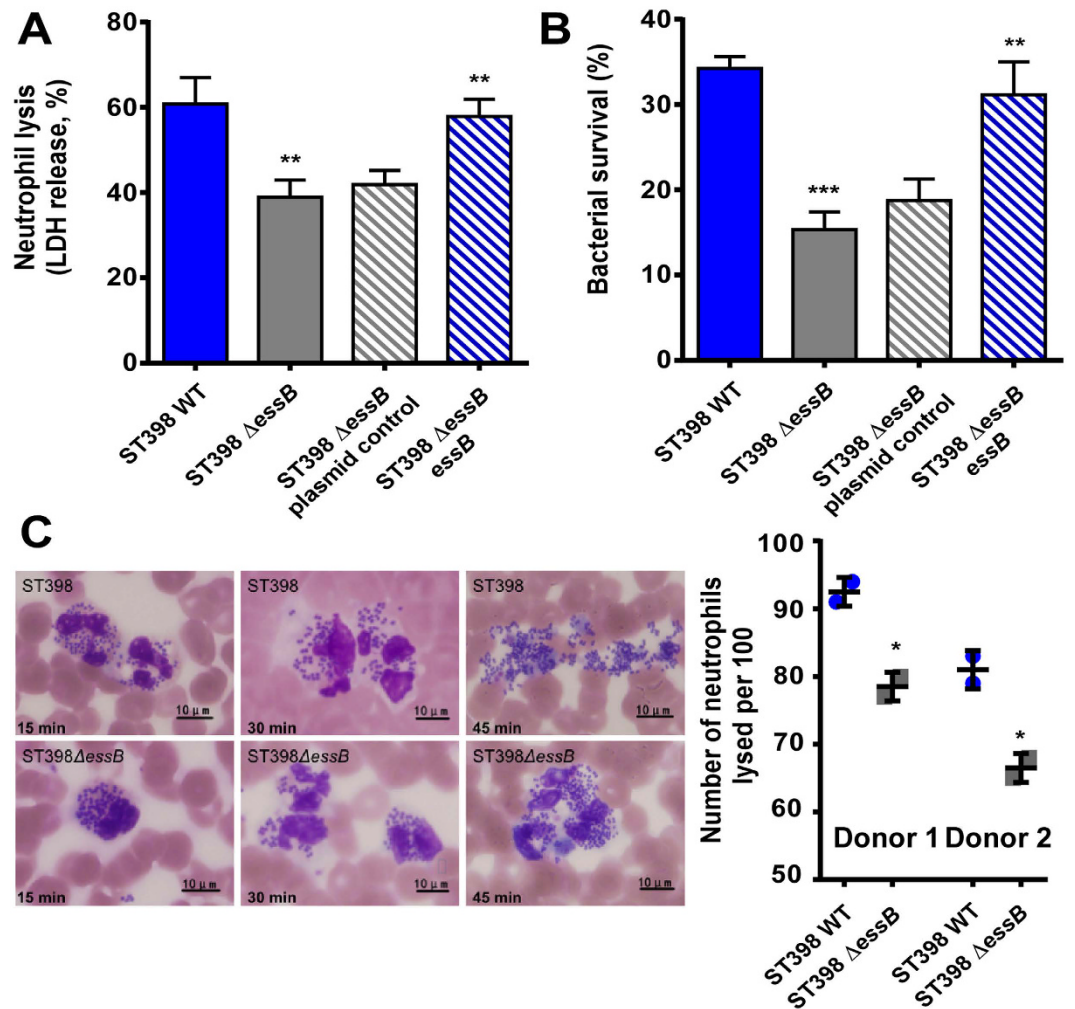 A
Neutrophil lysis
(LDH release, %)
80
60
40
20
0
**
**
ST398 WT
ST398 ΔessB
ST398 ΔessB
plasmid control
ST398 ΔessB
essB
B
Bacterial survival (%)
40
30
20
10
0
***
**
ST398 WT
ST398 ΔessB
ST398 ΔessB
plasmid control
ST398 ΔessB
essB
C
ST398
15 min
10 μm
ST398
30 min
10 μm
ST398
45 min
10 μm
ST398ΔessB
15 min
10 μm
ST398ΔessB
30 min
10 μm
ST398ΔessB
45 min
10 μm
Number of neutrophils
lysed per 100
100
90
80
70
60
50
*
*
Donor 1 Donor 2
ST398 WT
ST398 ΔessB
ST398 WT
ST398 ΔessB